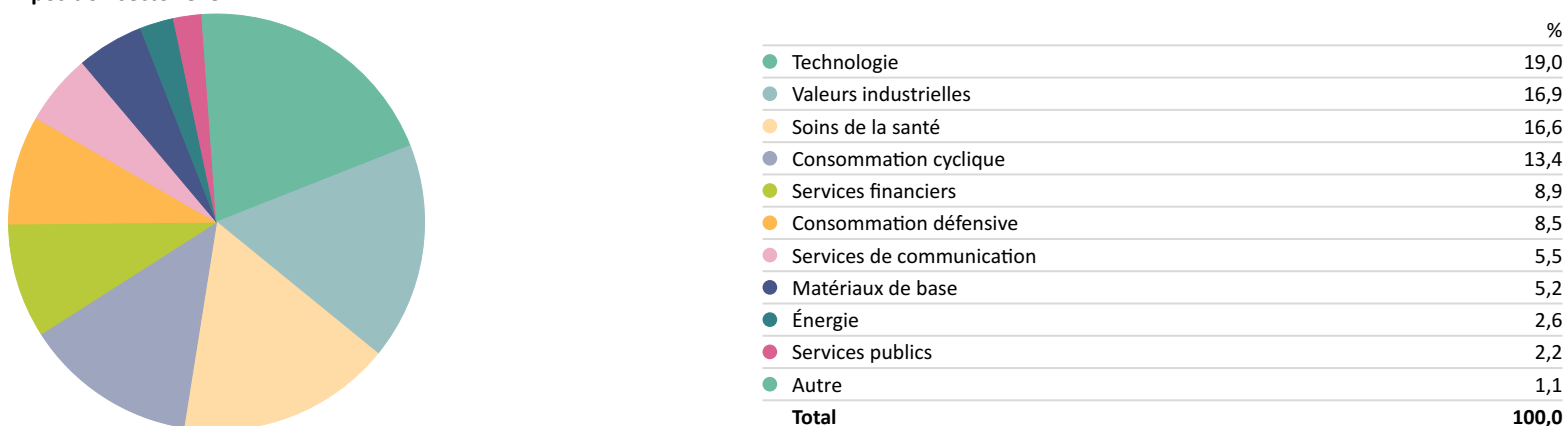 %
Technologie 19,0
Valeurs industrielles 16,9
Soins de la santé 16,6
Consommation cyclique 13,4
Services financiers 8,9
Consommation défensive 8,5
Services de communication 5,5
Matériaux de base 5,2
Énergie 2,6
Services publics 2,2
Autre 1,1
Total 100,0